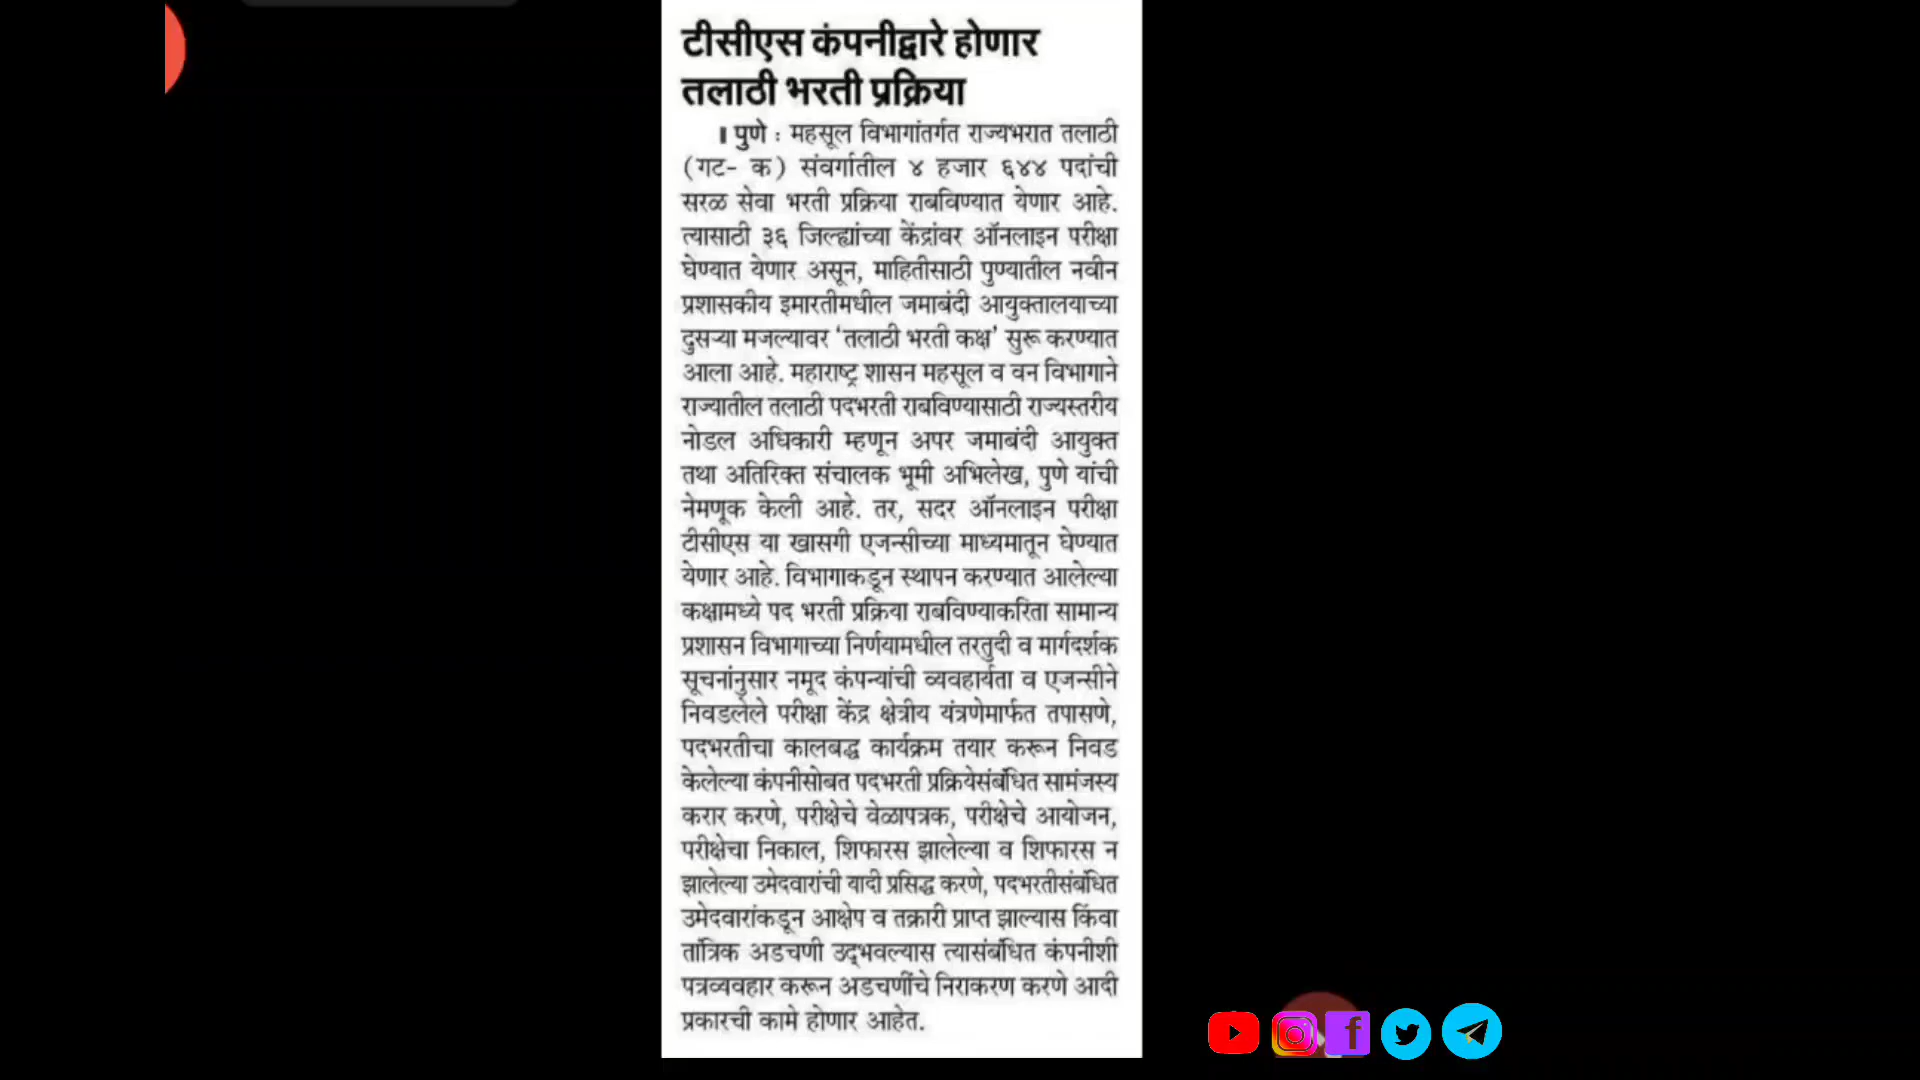 टीसीएस कंपनीद्वारे होणार
तलाठी भरती प्रक्रिया
॥ पुणे : महसूल विभागांतर्गत राज्यभरात तलाठी
(गट- क) संवर्गातील ४ हजार ६४४ पदांची
सरळ सेवा भरती प्रक्रिया राबविण्यात येणार आहे.
त्यासाठी ३६ जिल्ह्यांच्या केंद्रांवर ऑनलाइन परीक्षा
घेण्यात येणार असून, माहितीसाठी पुण्यातील नवीन
प्रशासकीय इमारतीमधील जमाबंदी आयुक्तालयाच्या
दुसऱ्या मजल्यावर 'तलाठी भरती कक्ष' सुरू करण्यात
आला आहे. महाराष्ट्र शासन महसूल व वन विभागाने
राज्यातील तलाठी पदभरती राबविण्यासाठी राज्यस्तरीय
नोडल अधिकारी म्हणून अपर जमाबंदी आयुक्त
तथा अतिरिक्त संचालक भूमी अभिलेख, पुणे यांची
नेमणूक केली आहे. तर, सदर ऑनलाइन परीक्षा
टीसीएस या खासगी एजन्सीच्या माध्यमातून घेण्यात
येणार आहे. विभागाकडून स्थापन करण्यात आलेल्या
कक्षामध्ये पद भरती प्रक्रिया राबविण्याकरिता सामान्य
प्रशासन विभागाच्या निर्णयामधील तरतुदी व मार्गदर्शक
सूचनांनुसार नमूद कंपन्यांची व्यवहार्यता व एजन्सीने
निवडलेले परीक्षा केंद्र क्षेत्रीय यंत्रणेमार्फत तपासणे,
पदभरतीचा कालबद्ध कार्यक्रम तयार करून निवड
केलेल्या कंपनीसोबत पदभरती प्रक्रियेसंबंधित सामंजस्य
करार करणे, परीक्षेचे वेळापत्रक, परीक्षेचे आयोजन,
परीक्षेचा निकाल, शिफारस झालेल्या व शिफारस न
झालेल्या उमेदवारांची यादी प्रसिद्ध करणे, पदभरतीसंबंधित
उमेदवारांकडून आक्षेप व तक्रारी प्राप्त झाल्यास किंवा
तांत्रिक अडचणी उद्‌भवल्यास त्यासंबंधित कंपनीशी
पत्रव्यवहार करून अडचणींचे निराकरण करणे आदी
प्रकारची कामे होणार आहेत.